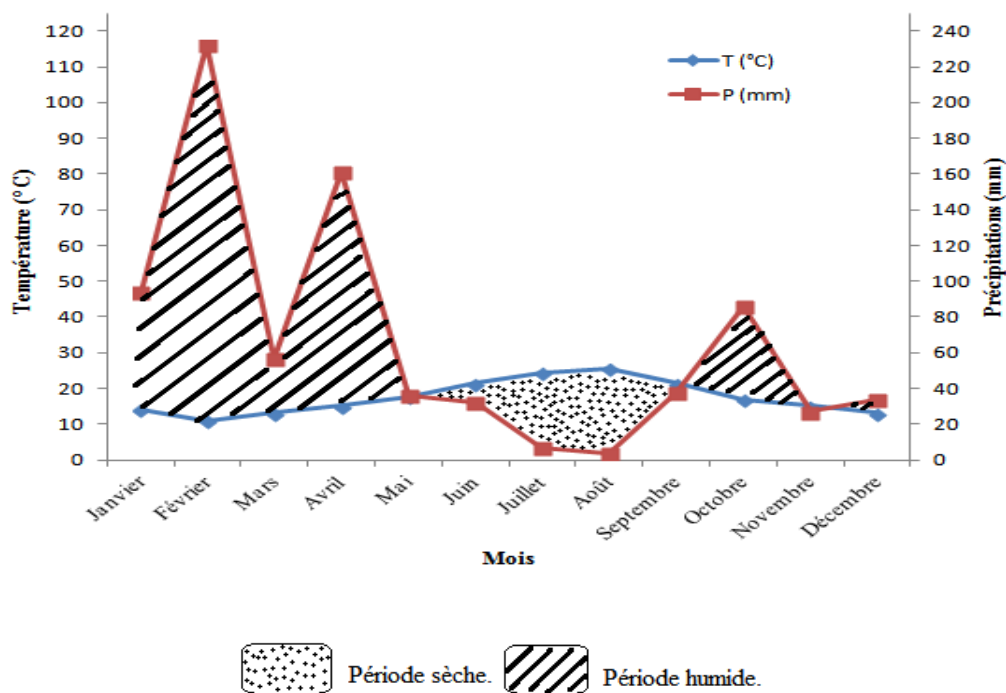 120
110
100
90
80
70
60
50
40
30
20
10
0
Température (°C)
T (°C)
P (mm)
240
220
200
180
160
140
120
100
80
60
40
20
0
Précipitations (mm)
Janvier
Février
Mars
Avril
Mai
Juin
Juillet
Août
Septembre
Octobre
Novembre
Décembre
Mois
Période sèche.
Période humide.